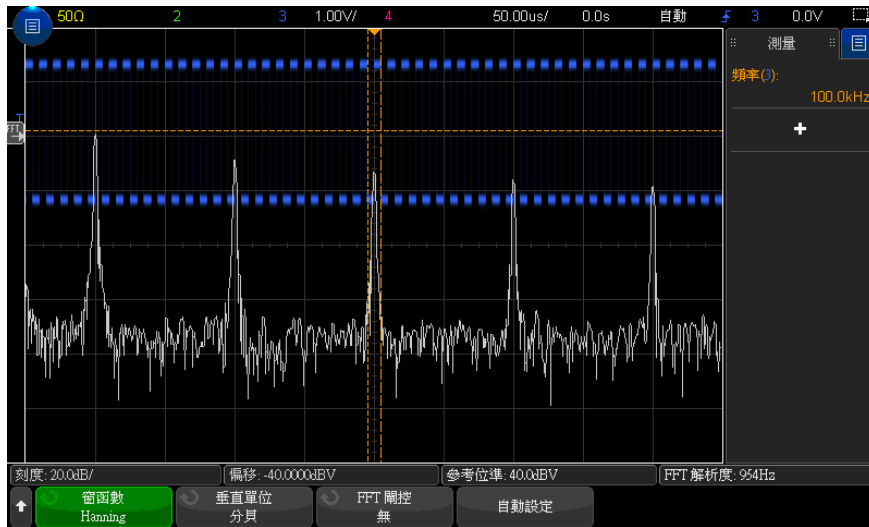 50Ω 2 3 1.00V/ 4 50.00us/ 0.0s 自動 3 0.0V
測量
頻率(3):
100.0kHz
+
T
FFT
刻度: 20.0dB/ 偏移: -40.0000dBV 參考位準: 40.0dBV FFT 解析度: 954Hz
窗函數 垂直單位 FFT 閘控 自動設定
Hanning 分貝 無